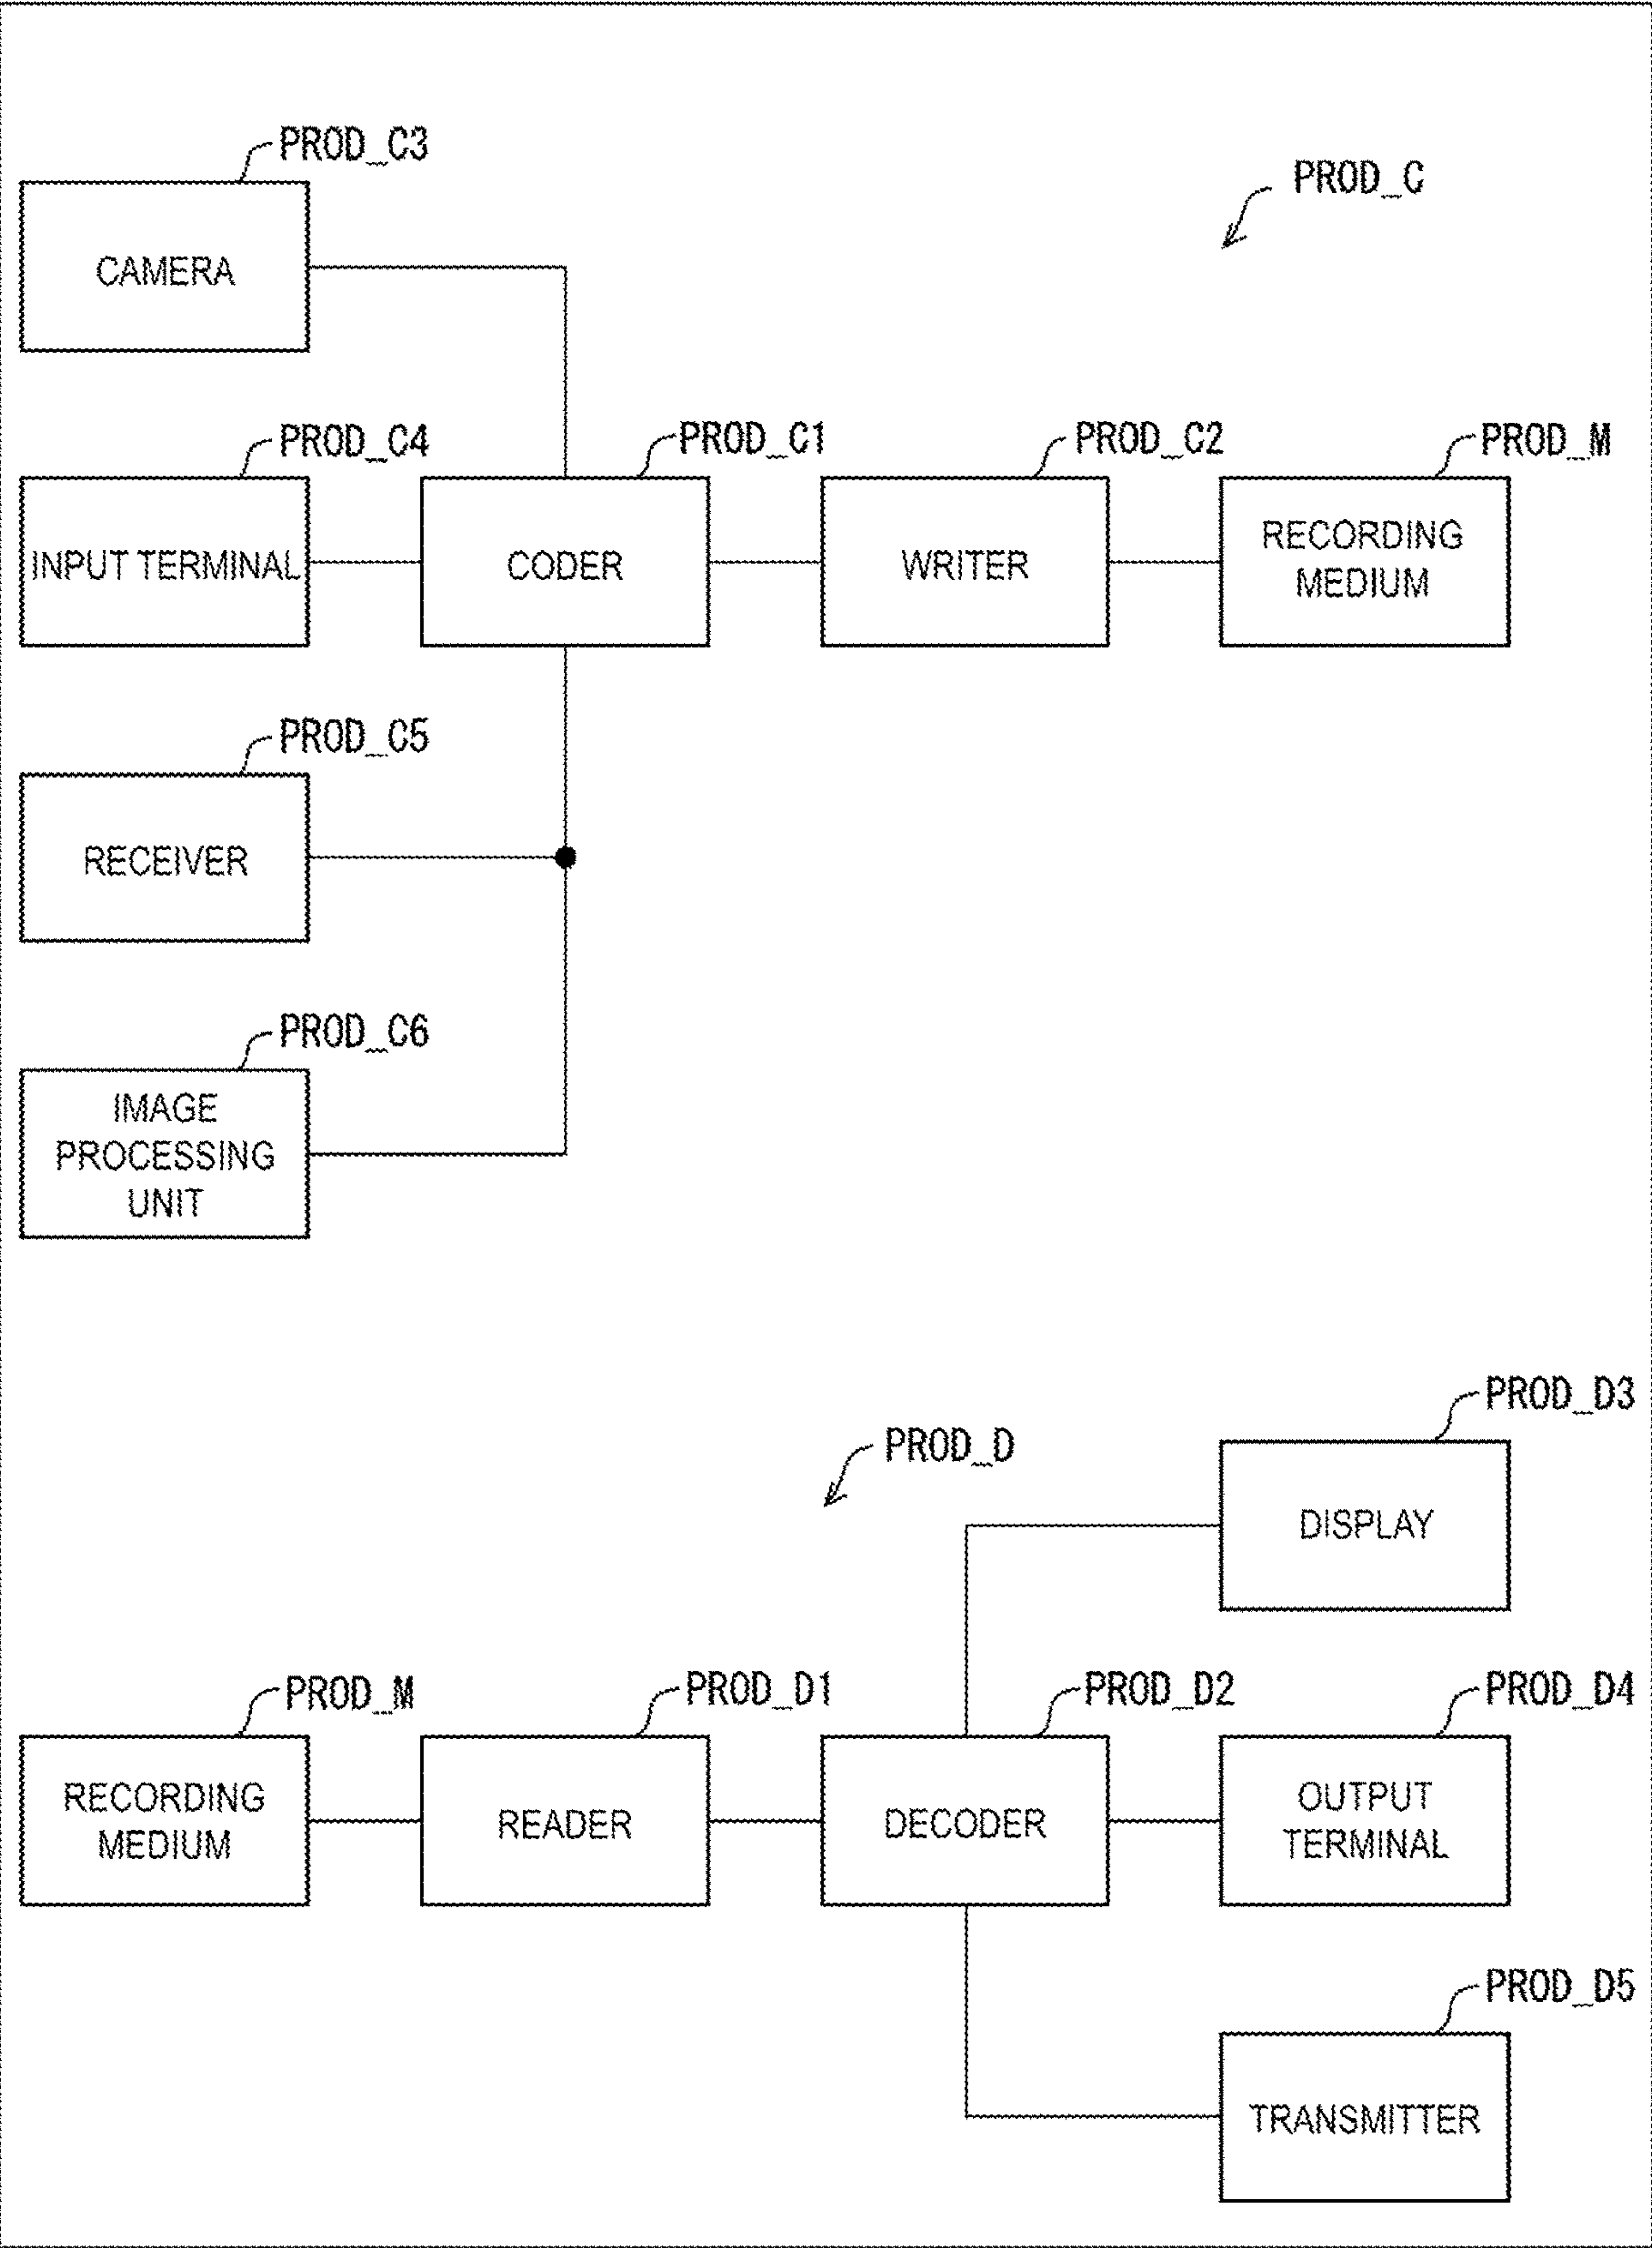 PROD_C3
PROD_C
CAMERA
PROD_C4
PROD_C1
PROD_C2
PROD_M
INPUT TERMINAL
CODER
WRITER
RECORDING
MEDIUM
PROD_C5
RECEIVER
PROD_C6
IMAGE
PROCESSING
UNIT
PROD_D3
PROD_D
DISPLAY
PROD_M
PROD_D1
PROD_D2
PROD_D4
RECORDING
MEDIUM
READER
DECODER
OUTPUT
TERMINAL
PROD_D5
TRANSMITTER